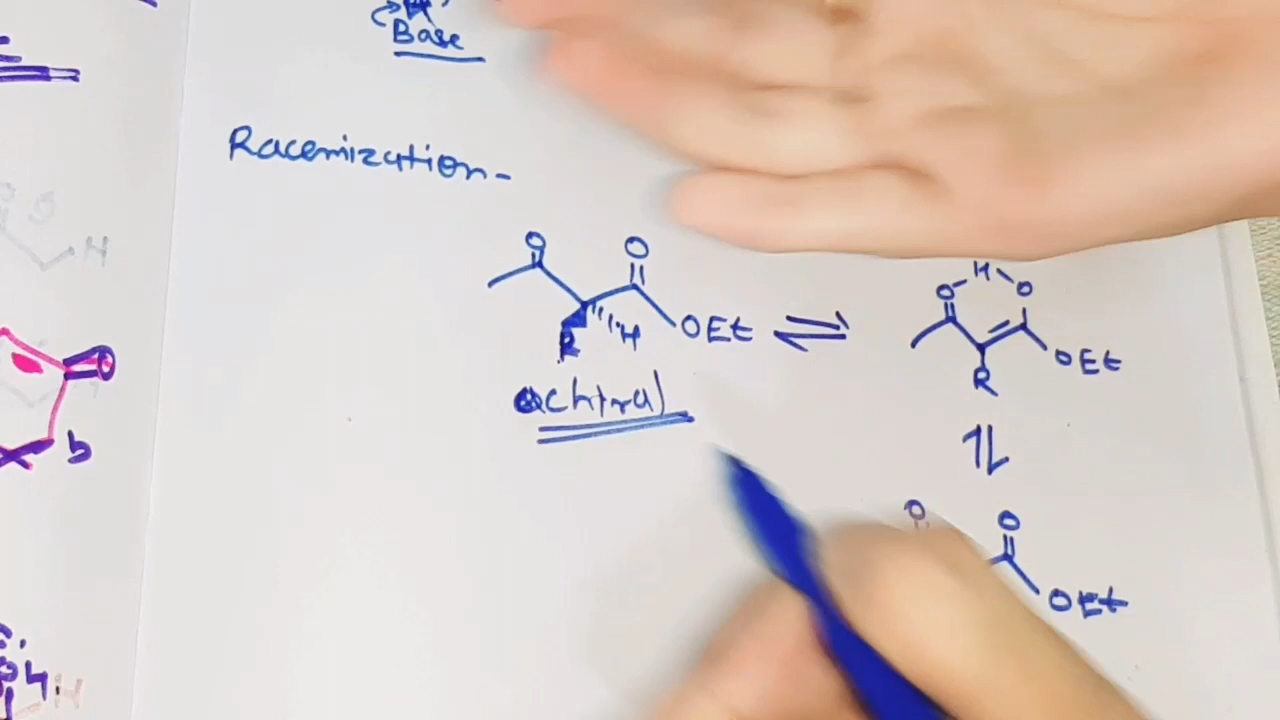 Base
Racemization-
O O
R H OEt
achiral
H
O O
R OEt
O O
OEt
O
b
H